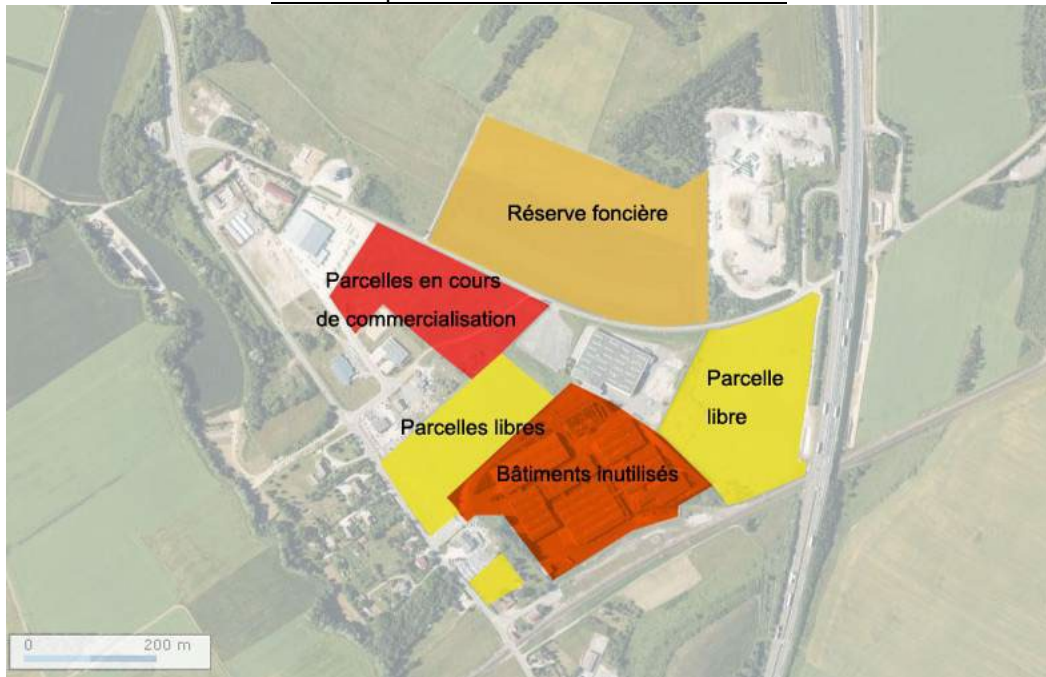 Réserve foncière
Parcelles en cours
de commercialisation
Parcelle
libre
Parcelles libres
Bâtiments inutilisés
0 200 m